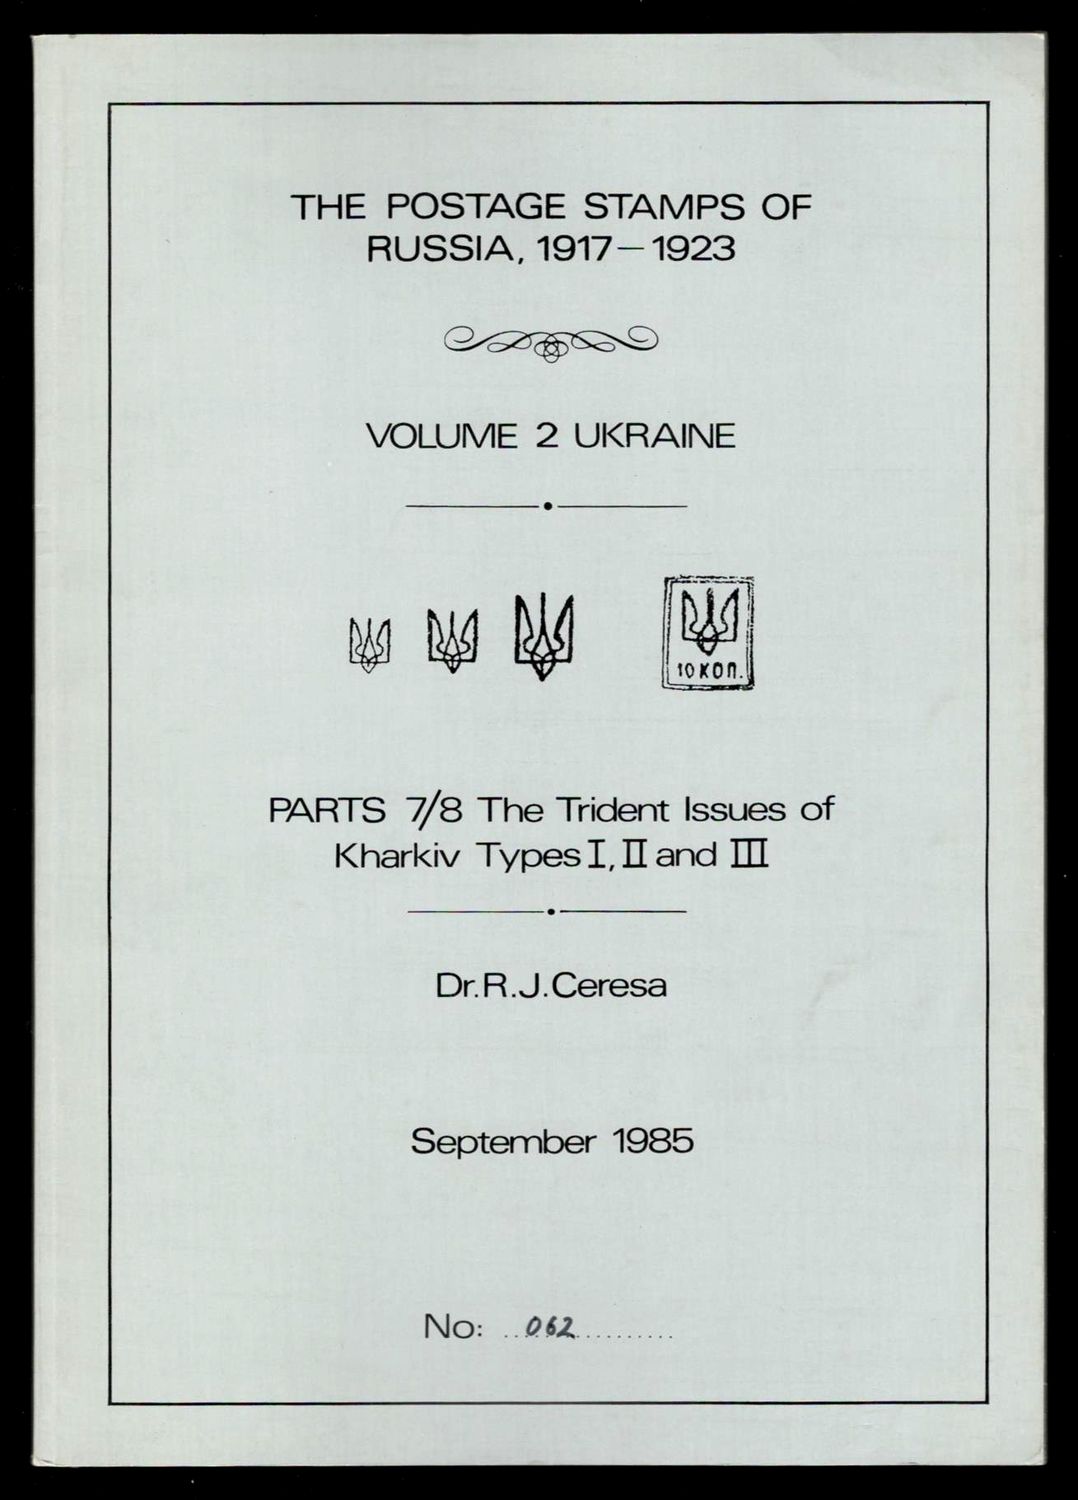 THE POSTAGE STAMPS OF
RUSSIA, 1917—1923
VOLUME 2 UKRAINE
10 КОП.
PARTS 7/8 The Trident Issues of
Kharkiv Types I, II and III
Dr. R. J. Ceresa
September 1985
No: 062